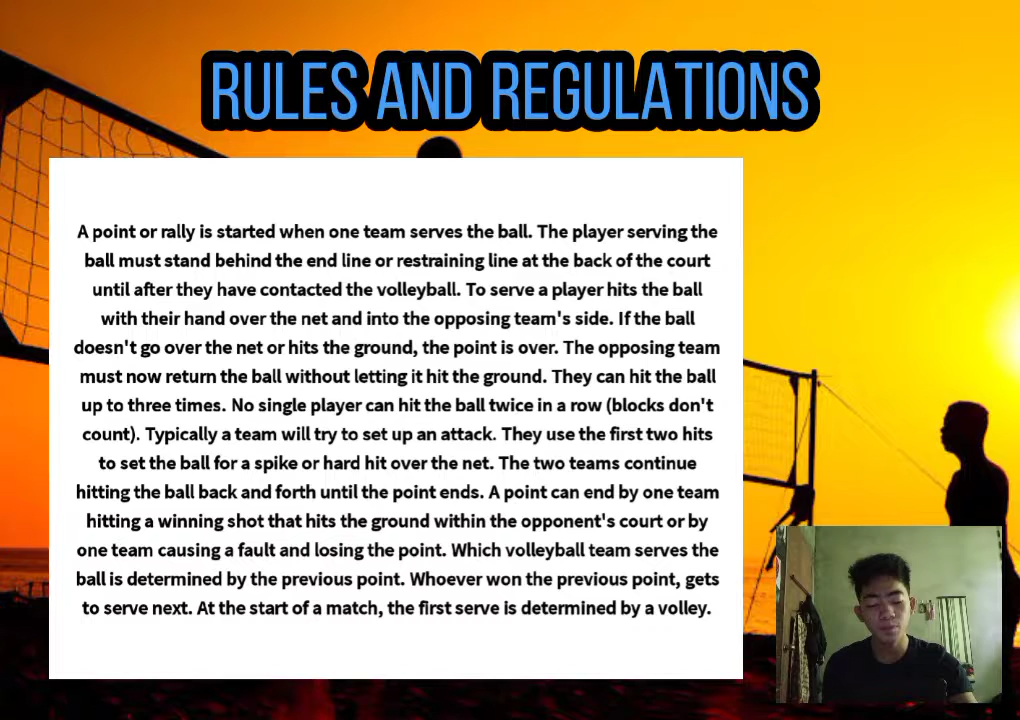 RULES AND REGULATIONS
A point or rally is started when one team serves the ball. The player serving the
ball must stand behind the end line or restraining line at the back of the court
until after they have contacted the volleyball. To serve a player hits the ball
with their hand over the net and into the opposing team's side. If the ball
doesn't go over the net or hits the ground, the point is over. The opposing team
must now return the ball without letting it hit the ground. They can hit the ball
up to three times. No single player can hit the ball twice in a row (blocks don't
count). Typically a team will try to set up an attack. They use the first two hits
to set the ball for a spike or hard hit over the net. The two teams continue
hitting the ball back and forth until the point ends. A point can end by one team
hitting a winning shot that hits the ground within the opponent's court or by
one team causing a fault and losing the point. Which volleyball team serves the
ball is determined by the previous point. Whoever won the previous point, gets
to serve next. At the start of a match, the first serve is determined by a volley.